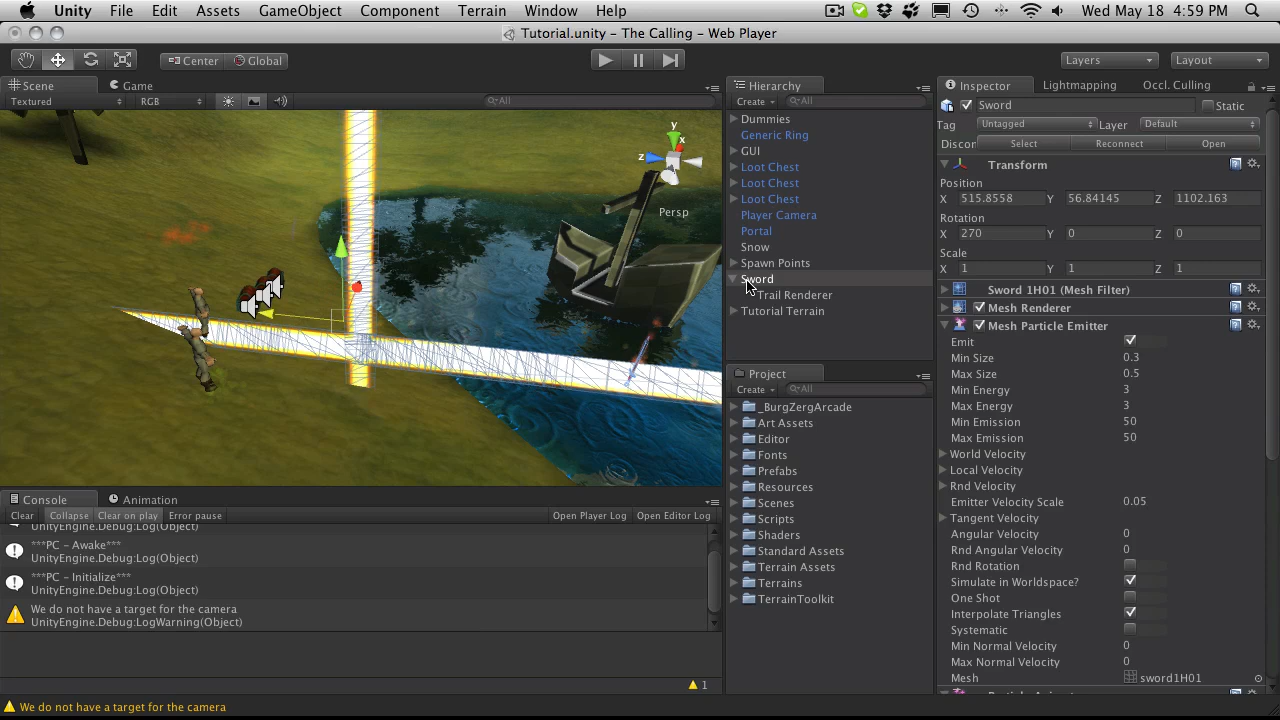 Unity File Edit Assets GameObject Component Terrain Window Help Wed May 18 4:59 PM
Tutorial.unity - The Calling - Web Player
Center Global Layers Layout
Scene Game
Textured RGB All
y
x
z
Persp
Hierarchy
Create All
Dummies
Generic Ring
GUI
Loot Chest
Loot Chest
Loot Chest
Player Camera
Portal
Snow
Spawn Points
Sword
Trail Renderer
Tutorial Terrain
Project
Create All
_BurgZergArcade
Art Assets
Editor
Fonts
Prefabs
Resources
Scenes
Scripts
Shaders
Standard Assets
Terrain Assets
Terrains
TerrainToolkit
Inspector Lightmapping Occl. Culling
Sword Static
Tag Untagged Layer Default
Discor Select Reconnect Open
Transform
Position
X 515.8558 Y 56.84145 Z 1102.163
Rotation
X 270 Y 0 Z 0
Scale
X 1 Y 1 Z 1
Sword 1H01 (Mesh Filter)
Mesh Renderer
Mesh Particle Emitter
Emit
Min Size 0.3
Max Size 0.5
Min Energy 3
Max Energy 3
Min Emission 50
Max Emission 50
World Velocity
Local Velocity
Rnd Velocity
Emitter Velocity Scale 0.05
Tangent Velocity
Angular Velocity 0
Rnd Angular Velocity 0
Rnd Rotation
Simulate in Worldspace?
One Shot
Interpolate Triangles
Systematic
Min Normal Velocity 0
Max Normal Velocity 0
Mesh sword1H01
Console Animation
Clear Collapse Clear on play Error pause Open Player Log Open Editor Log
UnityEngine.Debug:Log(Object)
***PC - Awake***
UnityEngine.Debug:Log(Object)
***PC - Initialize***
UnityEngine.Debug:Log(Object)
We do not have a target for the camera
UnityEngine.Debug:LogWarning(Object)
1
We do not have a target for the camera